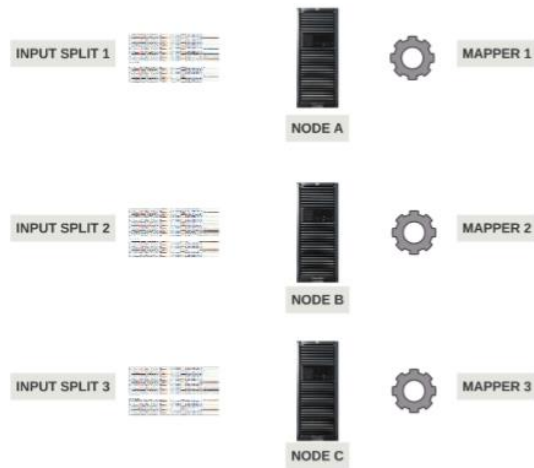 INPUT SPLIT 1
MAPPER 1
NODE A
INPUT SPLIT 2
MAPPER 2
NODE B
INPUT SPLIT 3
MAPPER 3
NODE C